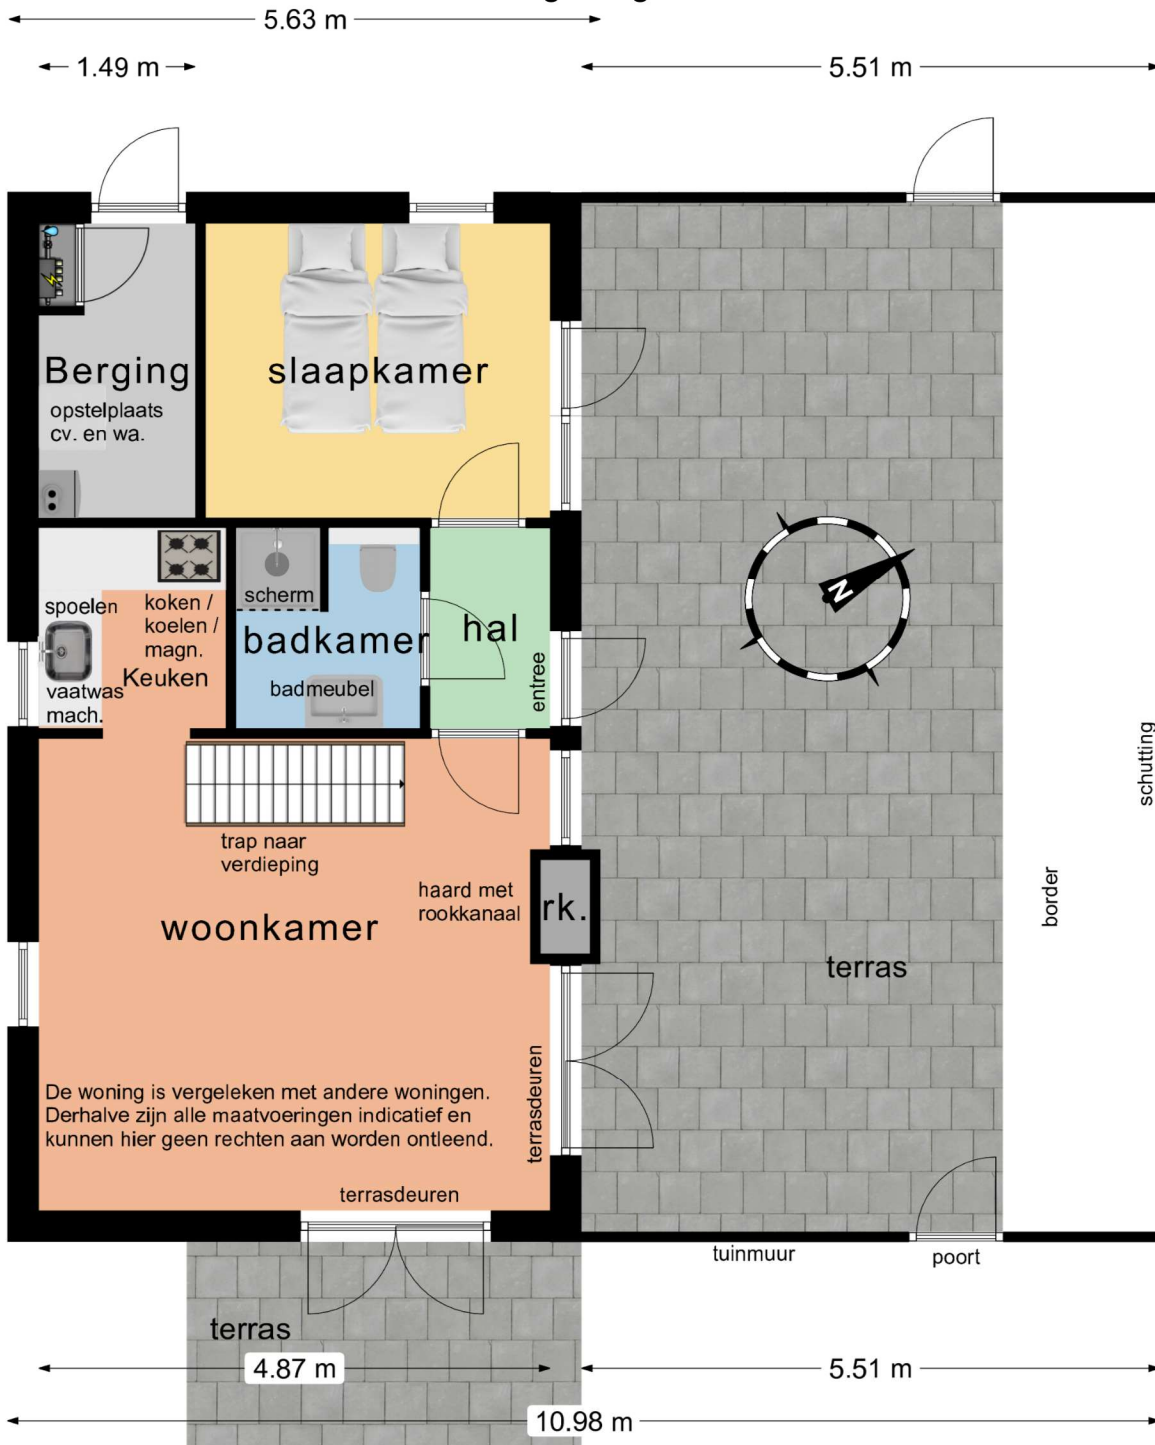 5.63 m
1.49 m
5.51 m
Berging
opstelplaats
cv. en wa.
slaapkamer
spoelen
koken /
koelen /
magn.
Keuken
vaatwas
mach.
scherm
badkamer
badmeubel
hal
entree
N
trap naar
verdieping
haard met
rookkanaal
rk.
woonkamer
schutting
border
terras
De woning is vergeleken met andere woningen.
Derhalve zijn alle maatvoeringen indicatief en
kunnen hier geen rechten aan worden ontleend.
terrasdeuren
terrasdeuren
tuinmuur
poort
terras
4.87 m
5.51 m
10.98 m